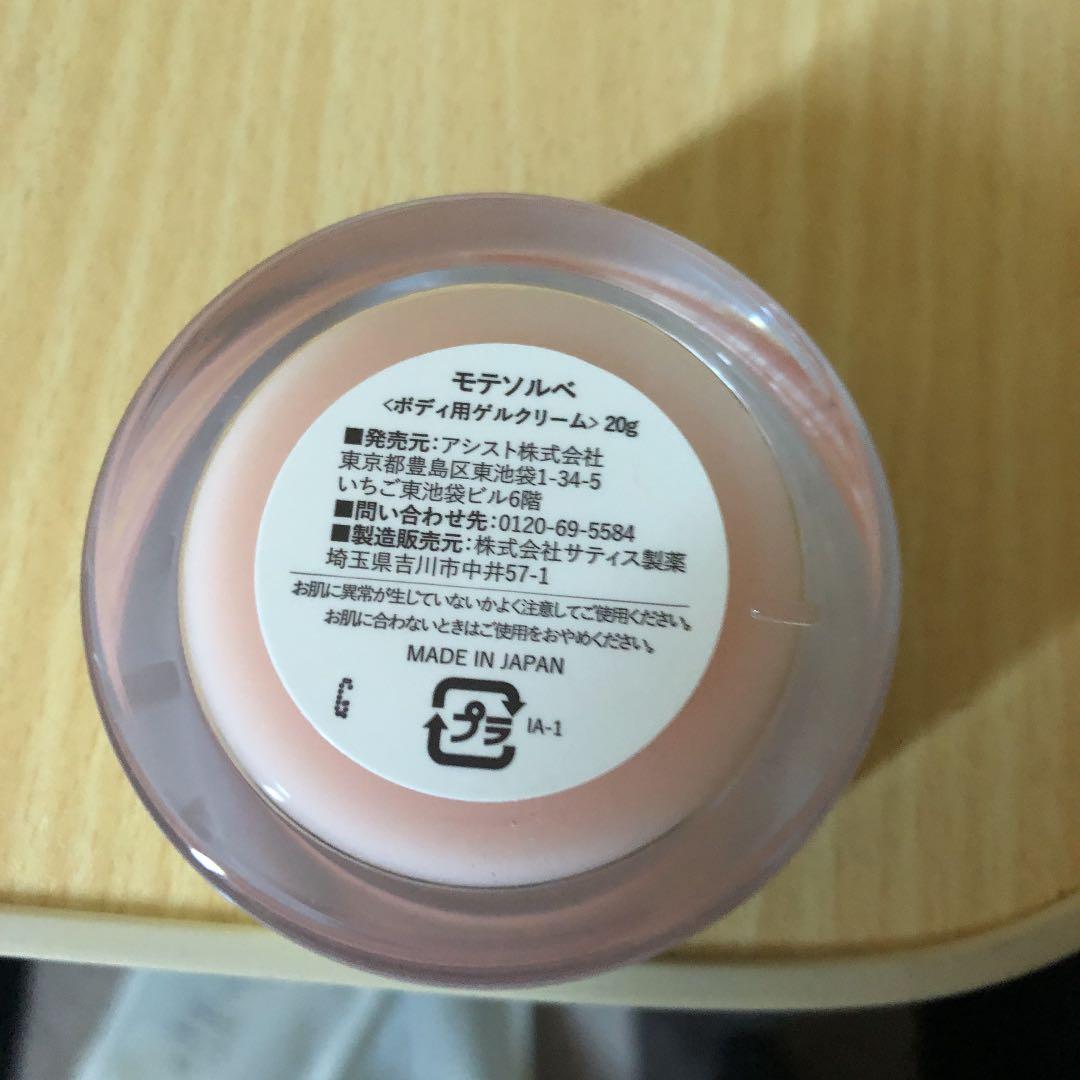 モテソルベ
<ボディ用ゲルクリーム> 20g
■発売元:アシスト株式会社
東京都豊島区東池袋1-34-5
いちご東池袋ビル6階
■問い合わせ先:0120-69-5584
■製造販売元:株式会社サティス製薬
埼玉県吉川市中井57-1
お肌に異常が生じていないかよく注意してご使用ください。
お肌に合わないときはご使用をおやめください。
MADE IN JAPAN
プラ
IA-1